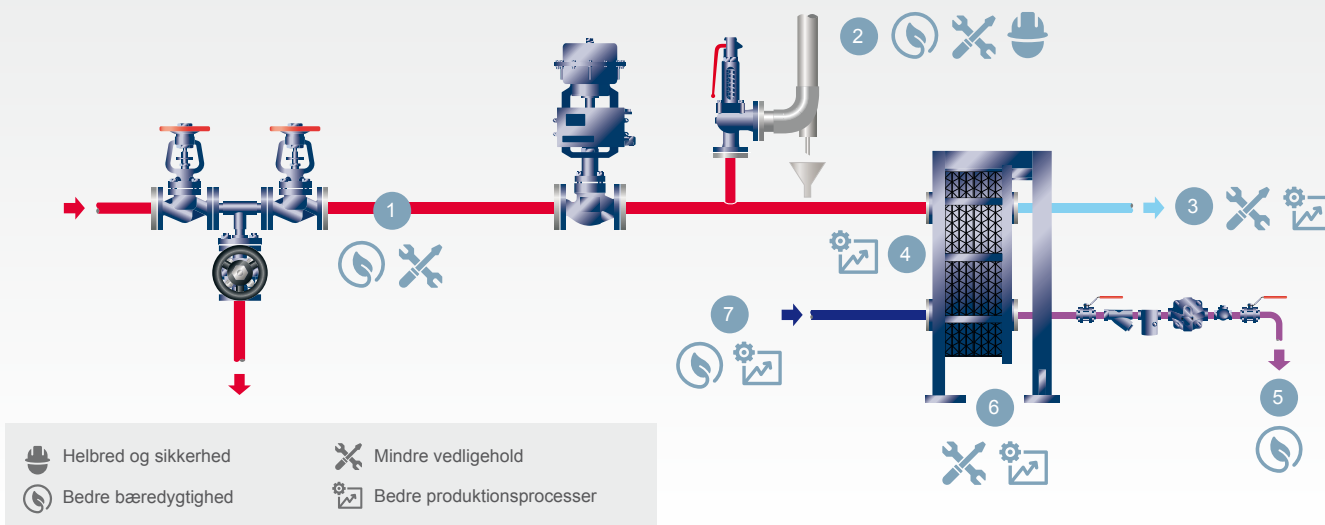 2
1
3
4
7
5
6
Helbred og sikkerhed
Mindre vedligehold
Bedre bæredygtighed
Bedre produktionsprocesser